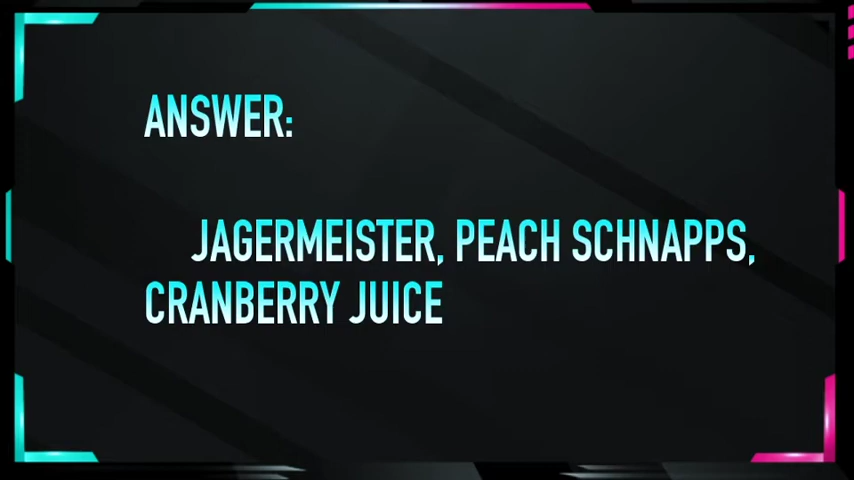 ANSWER:
JAGERMEISTER, PEACH SCHNAPPS,
CRANBERRY JUICE